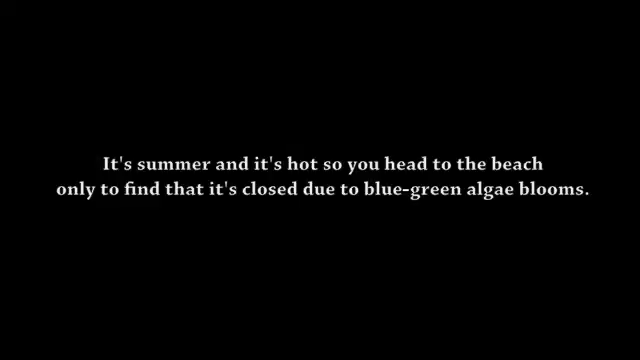 It's summer and it's hot so you head to the beach
only to find that it's closed due to blue-green algae blooms.